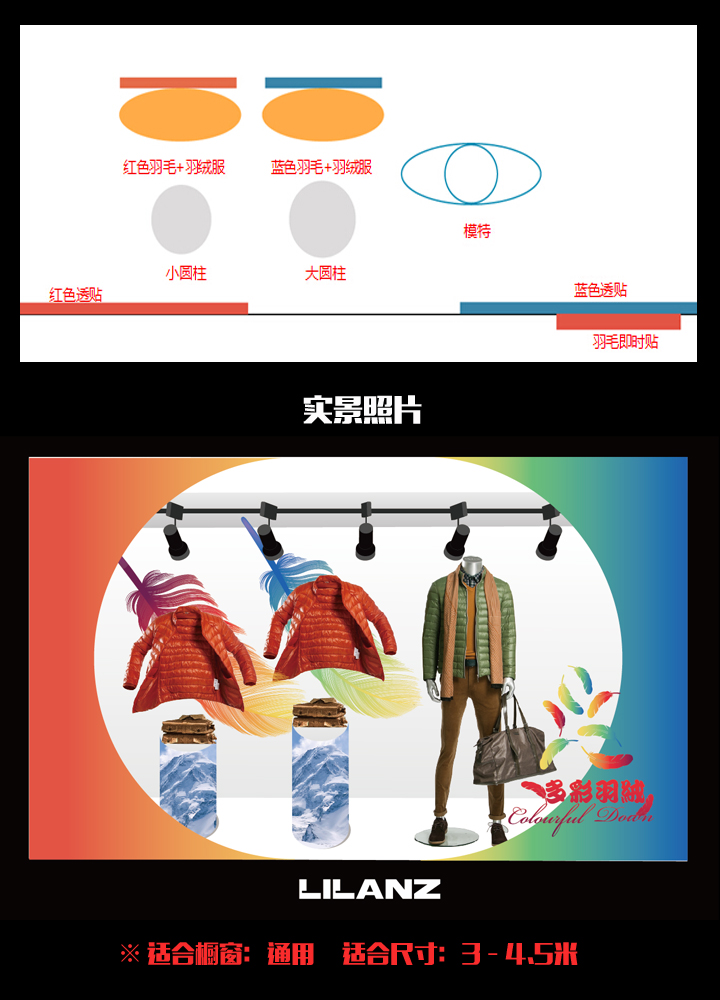 红色羽毛+羽绒服
蓝色羽毛+羽绒服
模特
小圆柱
大圆柱
红色透贴
蓝色透贴
羽毛即时贴
实景照片
多彩羽絨
Colourful Down
LILANZ
※ 适合橱窗：通用 适合尺寸：3 - 4.5米